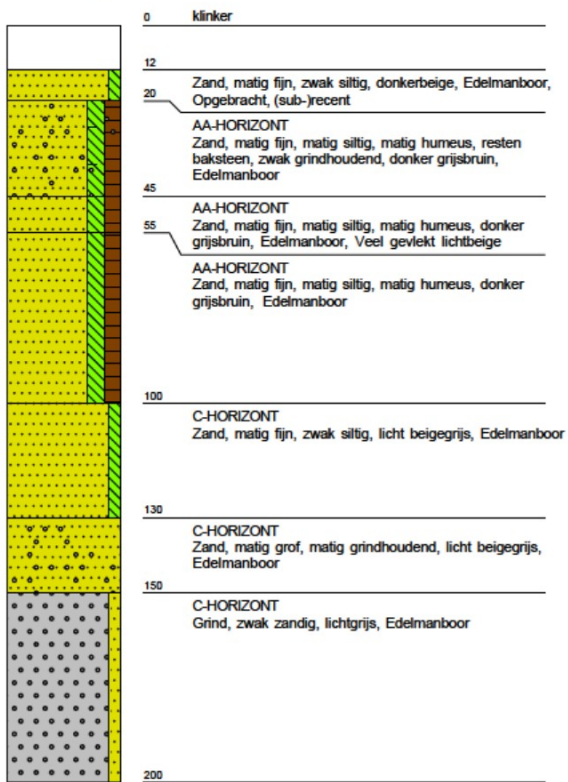 0 klinker
12
Zand, matig fijn, zwak siltig, donkerbeige, Edelmanboor,
20 Opgebracht, (sub-)recent
AA-HORIZONT
Zand, matig fijn, matig siltig, matig humeus, resten
baksteen, zwak grindhoudend, donker grijsbruin,
Edelmanboor
45
AA-HORIZONT
Zand, matig fijn, matig siltig, matig humeus, donker
55 grijsbruin, Edelmanboor, Veel gevlekt lichtbeige
AA-HORIZONT
Zand, matig fijn, matig siltig, matig humeus, donker
grijsbruin, Edelmanboor
100
C-HORIZONT
Zand, matig fijn, zwak siltig, licht beigegrijs, Edelmanboor
130
C-HORIZONT
Zand, matig grof, matig grindhoudend, licht beigegrijs,
Edelmanboor
150
C-HORIZONT
Grind, zwak zandig, lichtgrijs, Edelmanboor
200